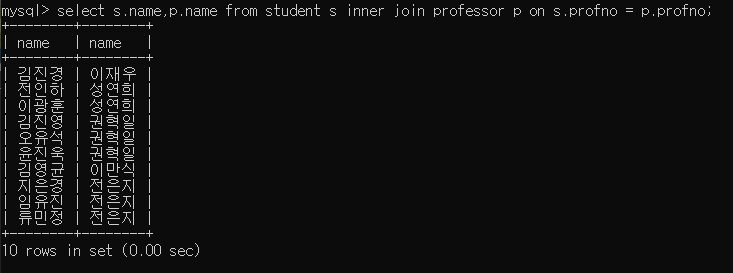 mysql> select s.name,p.name from student s inner join professor p on s.profno = p.profno;
+--------+--------+
| name   | name   |
+--------+--------+
| 김진경 | 이재우 |
| 전인하 | 성연희 |
| 이광훈 | 성연희 |
| 김진영 | 권혁일 |
| 오유석 | 권혁일 |
| 윤진욱 | 권혁일 |
| 김영균 | 이만식 |
| 지은경 | 전은지 |
| 임유진 | 전은지 |
| 류민정 | 전은지 |
+--------+--------+
10 rows in set (0.00 sec)